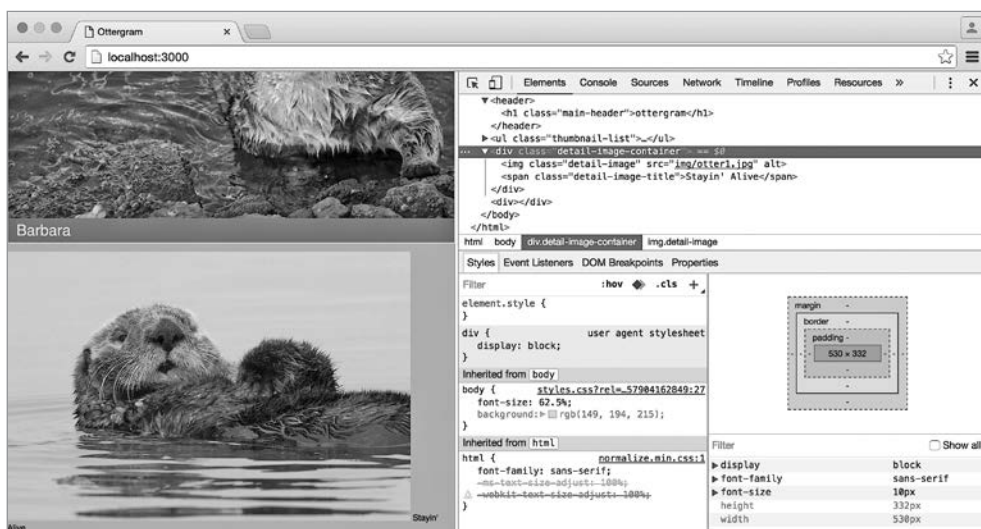 Ottergram
localhost:3000
Elements Console Sources Network Timeline Profiles Resources »
▼<header>
<h1 class="main-header">ottergram</h1>
</header>
▶<ul class="thumbnail-list">…</ul>
… ▼<div class="detail-image-container"> == $0
<img class="detail-image" src="img/otter1.jpg" alt>
<span class="detail-image-title">Stayin' Alive</span>
</div>
<div></div>
</body>
</html>
html body div.detail-image-container img.detail-image
Styles Event Listeners DOM Breakpoints Properties
Filter :hov .cls +
element.style {
}
div { user agent stylesheet
display: block;
}
Inherited from body
body { styles.css?rel=…57904162849:27
font-size: 62.5%;
background:▶ rgb(149, 194, 215);
}
Inherited from html
html { normalize.min.css:1
font-family: sans-serif;
-ms-text-size-adjust: 100%;
-webkit-text-size-adjust: 100%;
}
margin -
border -
padding -
530 × 332
Filter Show all
▶ display block
▶ font-family sans-serif
▶ font-size 10px
height 332px
width 530px
Barbara
Stayin'
Alive